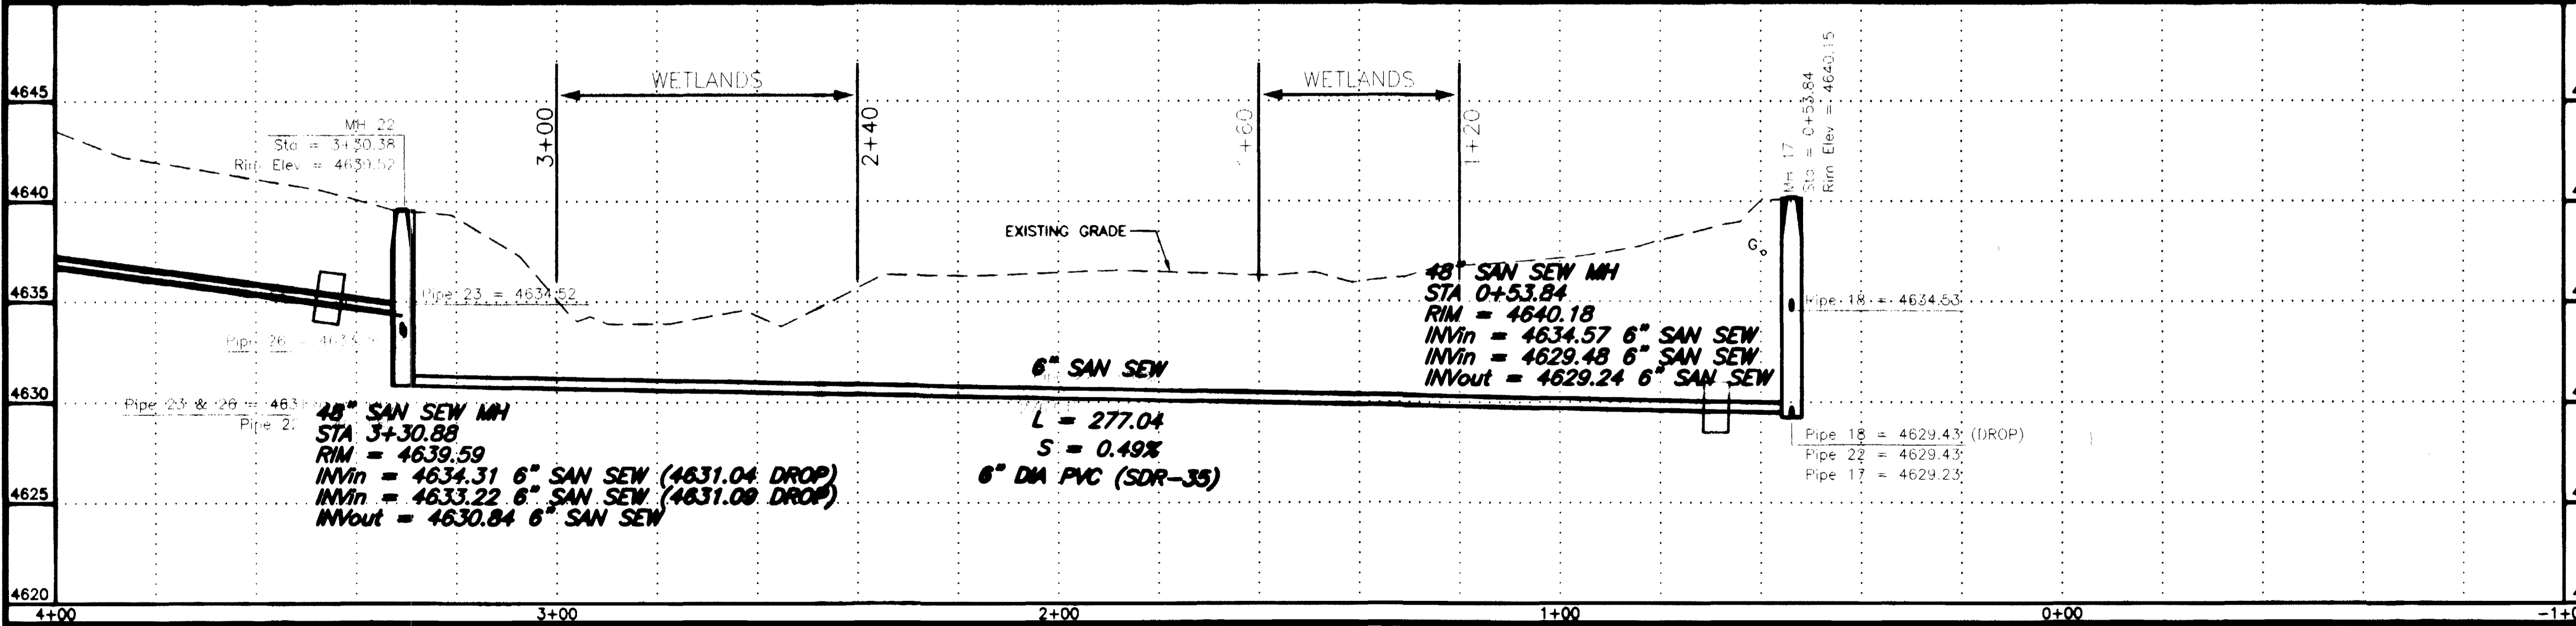 WETLANDS
WETLANDS
4645
4640
4635
4630
4625
4620
MH 22
Sta = 3+30.38
Rim Elev = 4639.52
3+00
2+40
1+20
MH 17
Sta = 0+53.84
Rim Elev = 4640.15
EXISTING GRADE
G
Pipe 23 = 4634.52
Pipe 26
Pipe 23 & 26 =
Pipe
48" SAN SEW MH
STA 0+53.84
RIM = 4640.18
INVin = 4634.57 6" SAN SEW
INVin = 4629.48 6" SAN SEW
INVout = 4629.24 6" SAN SEW
Pipe 18 = 4634.53
6" SAN SEW
L = 277.04
S = 0.49%
6" DIA PVC (SDR-35)
48" SAN SEW MH
STA 3+30.88
RIM = 4639.59
INVin = 4634.31 6" SAN SEW (4631.04 DROP)
INVin = 4633.22 6" SAN SEW (4631.09 DROP)
INVout = 4630.84 6" SAN SEW
Pipe 18 = 4629.43 (DROP)
Pipe 22 = 4629.43
Pipe 17 = 4629.23
4+00
3+00
2+00
1+00
0+00